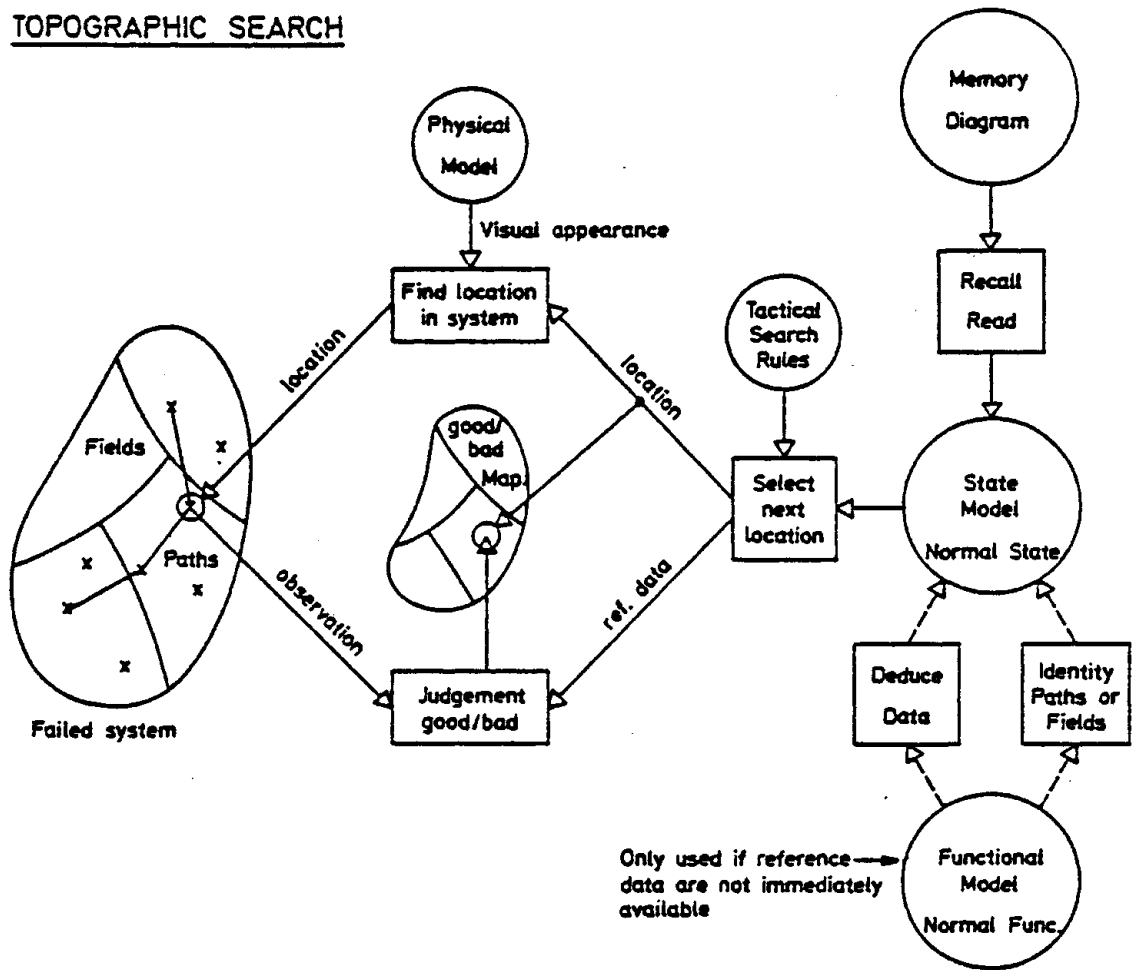 TOPOGRAPHIC SEARCH
Memory
Diagram
Physical
Model
Visual appearance
Recall
Read
Find location
in system
Tactical
Search
Rules
location
location
good/
bad
Map.
Fields
Paths
State
Model
Normal State
Select
next
location
observation
ref. data
Judgement
good/bad
Deduce
Data
Identity
Paths or
Fields
Failed system
Only used if reference
data are not immediately
available
Functional
Model
Normal Func.